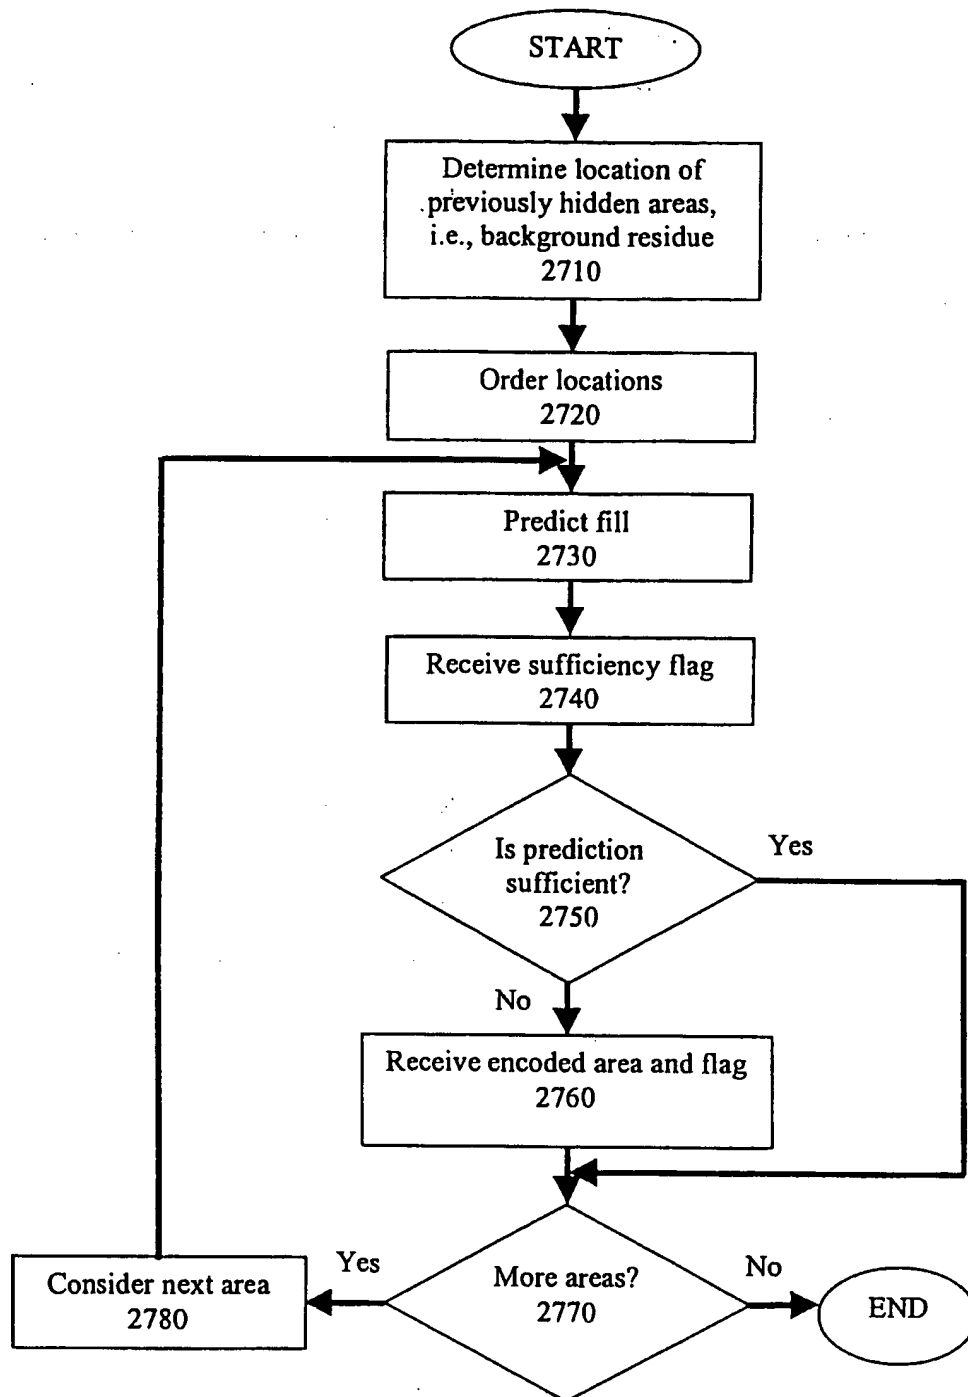 START
Determine location of
previously hidden areas,
i.e., background residue
2710
Order locations
2720
Predict fill
2730
Receive sufficiency flag
2740
Is prediction
sufficient?
2750
Yes
No
Receive encoded area and flag
2760
More areas?
2770
Yes
No
Consider next area
2780
END